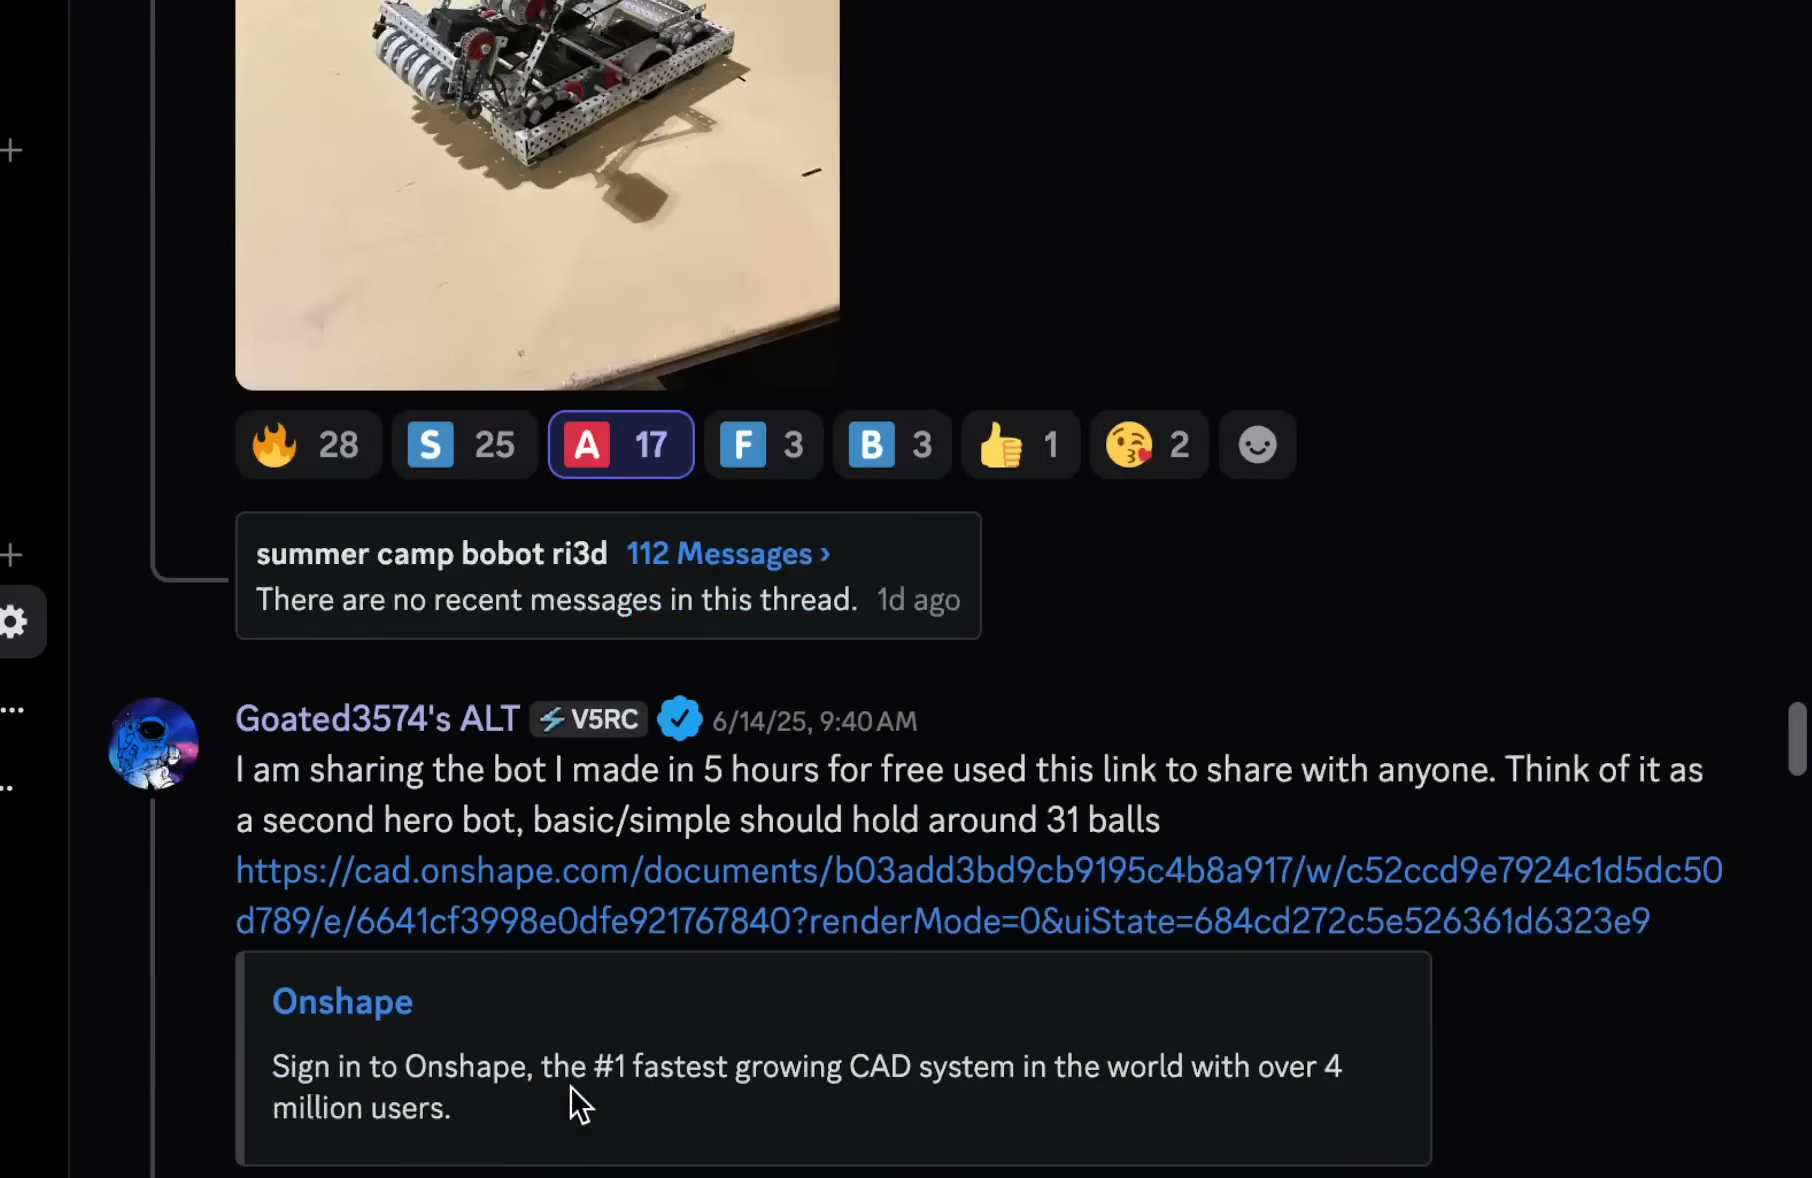 28 S 25 A 17 F 3 B 3 1 2
summer camp bobot ri3d 112 Messages ›
There are no recent messages in this thread. 1d ago
Goated3574's ALT V5RC 6/14/25, 9:40 AM
I am sharing the bot I made in 5 hours for free used this link to share with anyone. Think of it as
a second hero bot, basic/simple should hold around 31 balls
https://cad.onshape.com/documents/b03add3bd9cb9195c4b8a917/w/c52ccd9e7924c1d5dc50
d789/e/6641cf3998e0dfe921767840?renderMode=0&uiState=684cd272c5e526361d6323e9
Onshape
Sign in to Onshape, the #1 fastest growing CAD system in the world with over 4
million users.